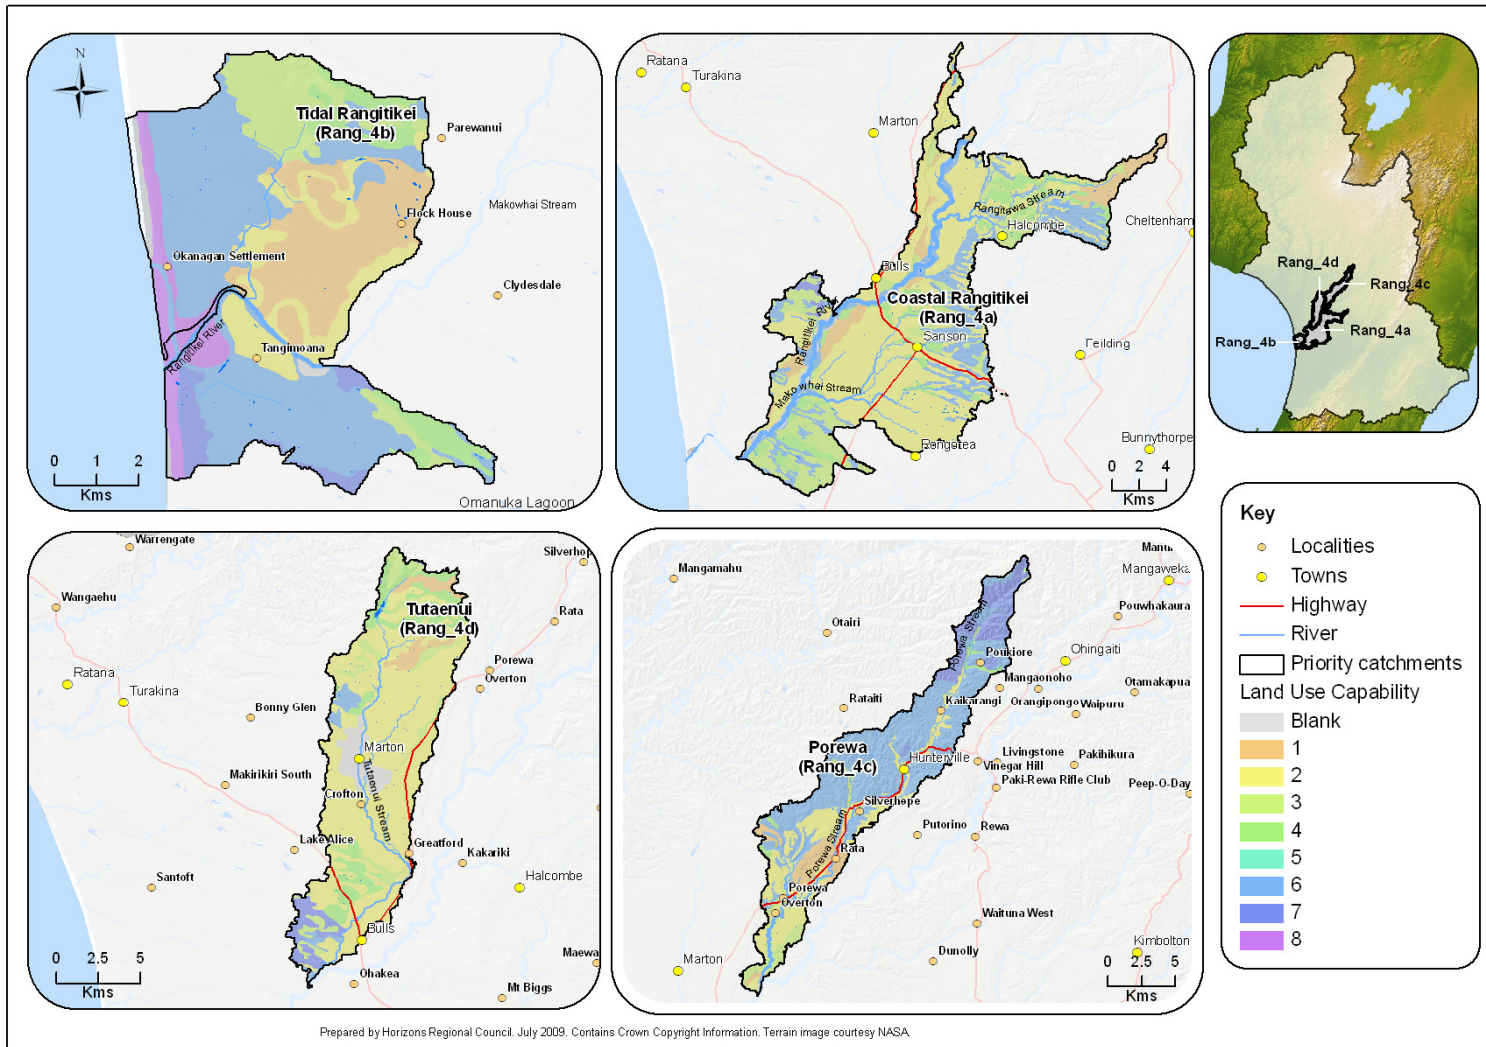 N
Tidal Rangitikei
(Rang_4b)
Parewanui
Makowhai Stream
Flock House
Okanagan Settlement
Clydesdale
Rangitikei River
Tangimoana
0 1 2
Kms
Omanuka Lagoon
Ratana
Turakina
Marton
Rangitawa Stream
Halcombe
Cheltenham
Bulls
Coastal Rangitikei
(Rang_4a)
Rangitikei River
Sanson
Feilding
Makowhai Stream
Rongotea
Bunnythorpe
0 2 4
Kms
Rang_4d
Rang_4c
Rang_4a
Rang_4b
Warrengate
Silverhop
Wangaehu
Tutaenui
(Rang_4d)
Rata
Ratana
Porewa
Overton
Turakina
Bonny Glen
Marton
Makirikiri South
Tutaenui Stream
Crofton
Lake Alice
Greatford
Kakariki
Santoft
Halcombe
Bulls
Maewa
Ohakea
Mt Biggs
0 2.5 5
Kms
Manui
Mangamahu
Mangaweka
Pouwhakaura
Otairi
Porewa Stream
Ohingaiti
Poukiore
Mangaonoho
Otamakapua
Rataiti
Kaikarangi
Orangipongo
Waipuru
Porewa
(Rang_4c)
Hunterville
Livingstone
Pakihikura
Vinegar Hill
Paki-Rewa Rifle Club
Peep-O-Day
Silverhope
Putorino
Rewa
Porewa Stream
Rata
Porewa
Overton
Waituna West
Dunolly
Kimbolton
Marton
0 2.5 5
Kms
Key
Localities
Towns
Highway
River
Priority catchments
Land Use Capability
Blank
1
2
3
4
5
6
7
8
Prepared by Horizons Regional Council. July 2009. Contains Crown Copyright Information. Terrain image courtesy NASA.